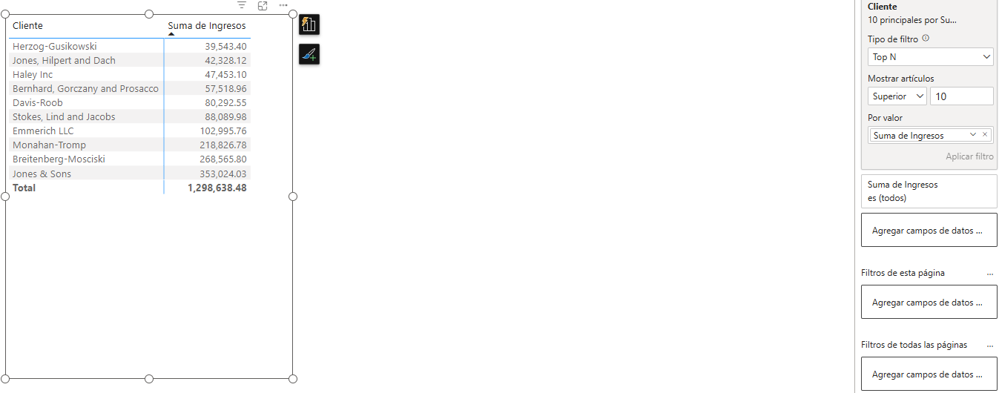 Cliente Suma de Ingresos
Herzog-Gusikowski 39,543.40
Jones, Hilpert and Dach 42,328.12
Haley Inc 47,453.10
Bernhard, Gorczany and Prosacco 57,518.96
Davis-Roob 80,292.55
Stokes, Lind and Jacobs 88,089.98
Emmerich LLC 102,995.76
Monahan-Tromp 218,826.78
Breitenberg-Mosciski 268,565.80
Jones & Sons 353,024.03
Total 1,298,638.48
Cliente
10 principales por Su...
Tipo de filtro
Top N
Mostrar artículos
Superior 10
Por valor
Suma de Ingresos
Aplicar filtro
Suma de Ingresos
es (todos)
Agregar campos de datos ...
Filtros de esta página
Agregar campos de datos ...
Filtros de todas las páginas
Agregar campos de datos ...